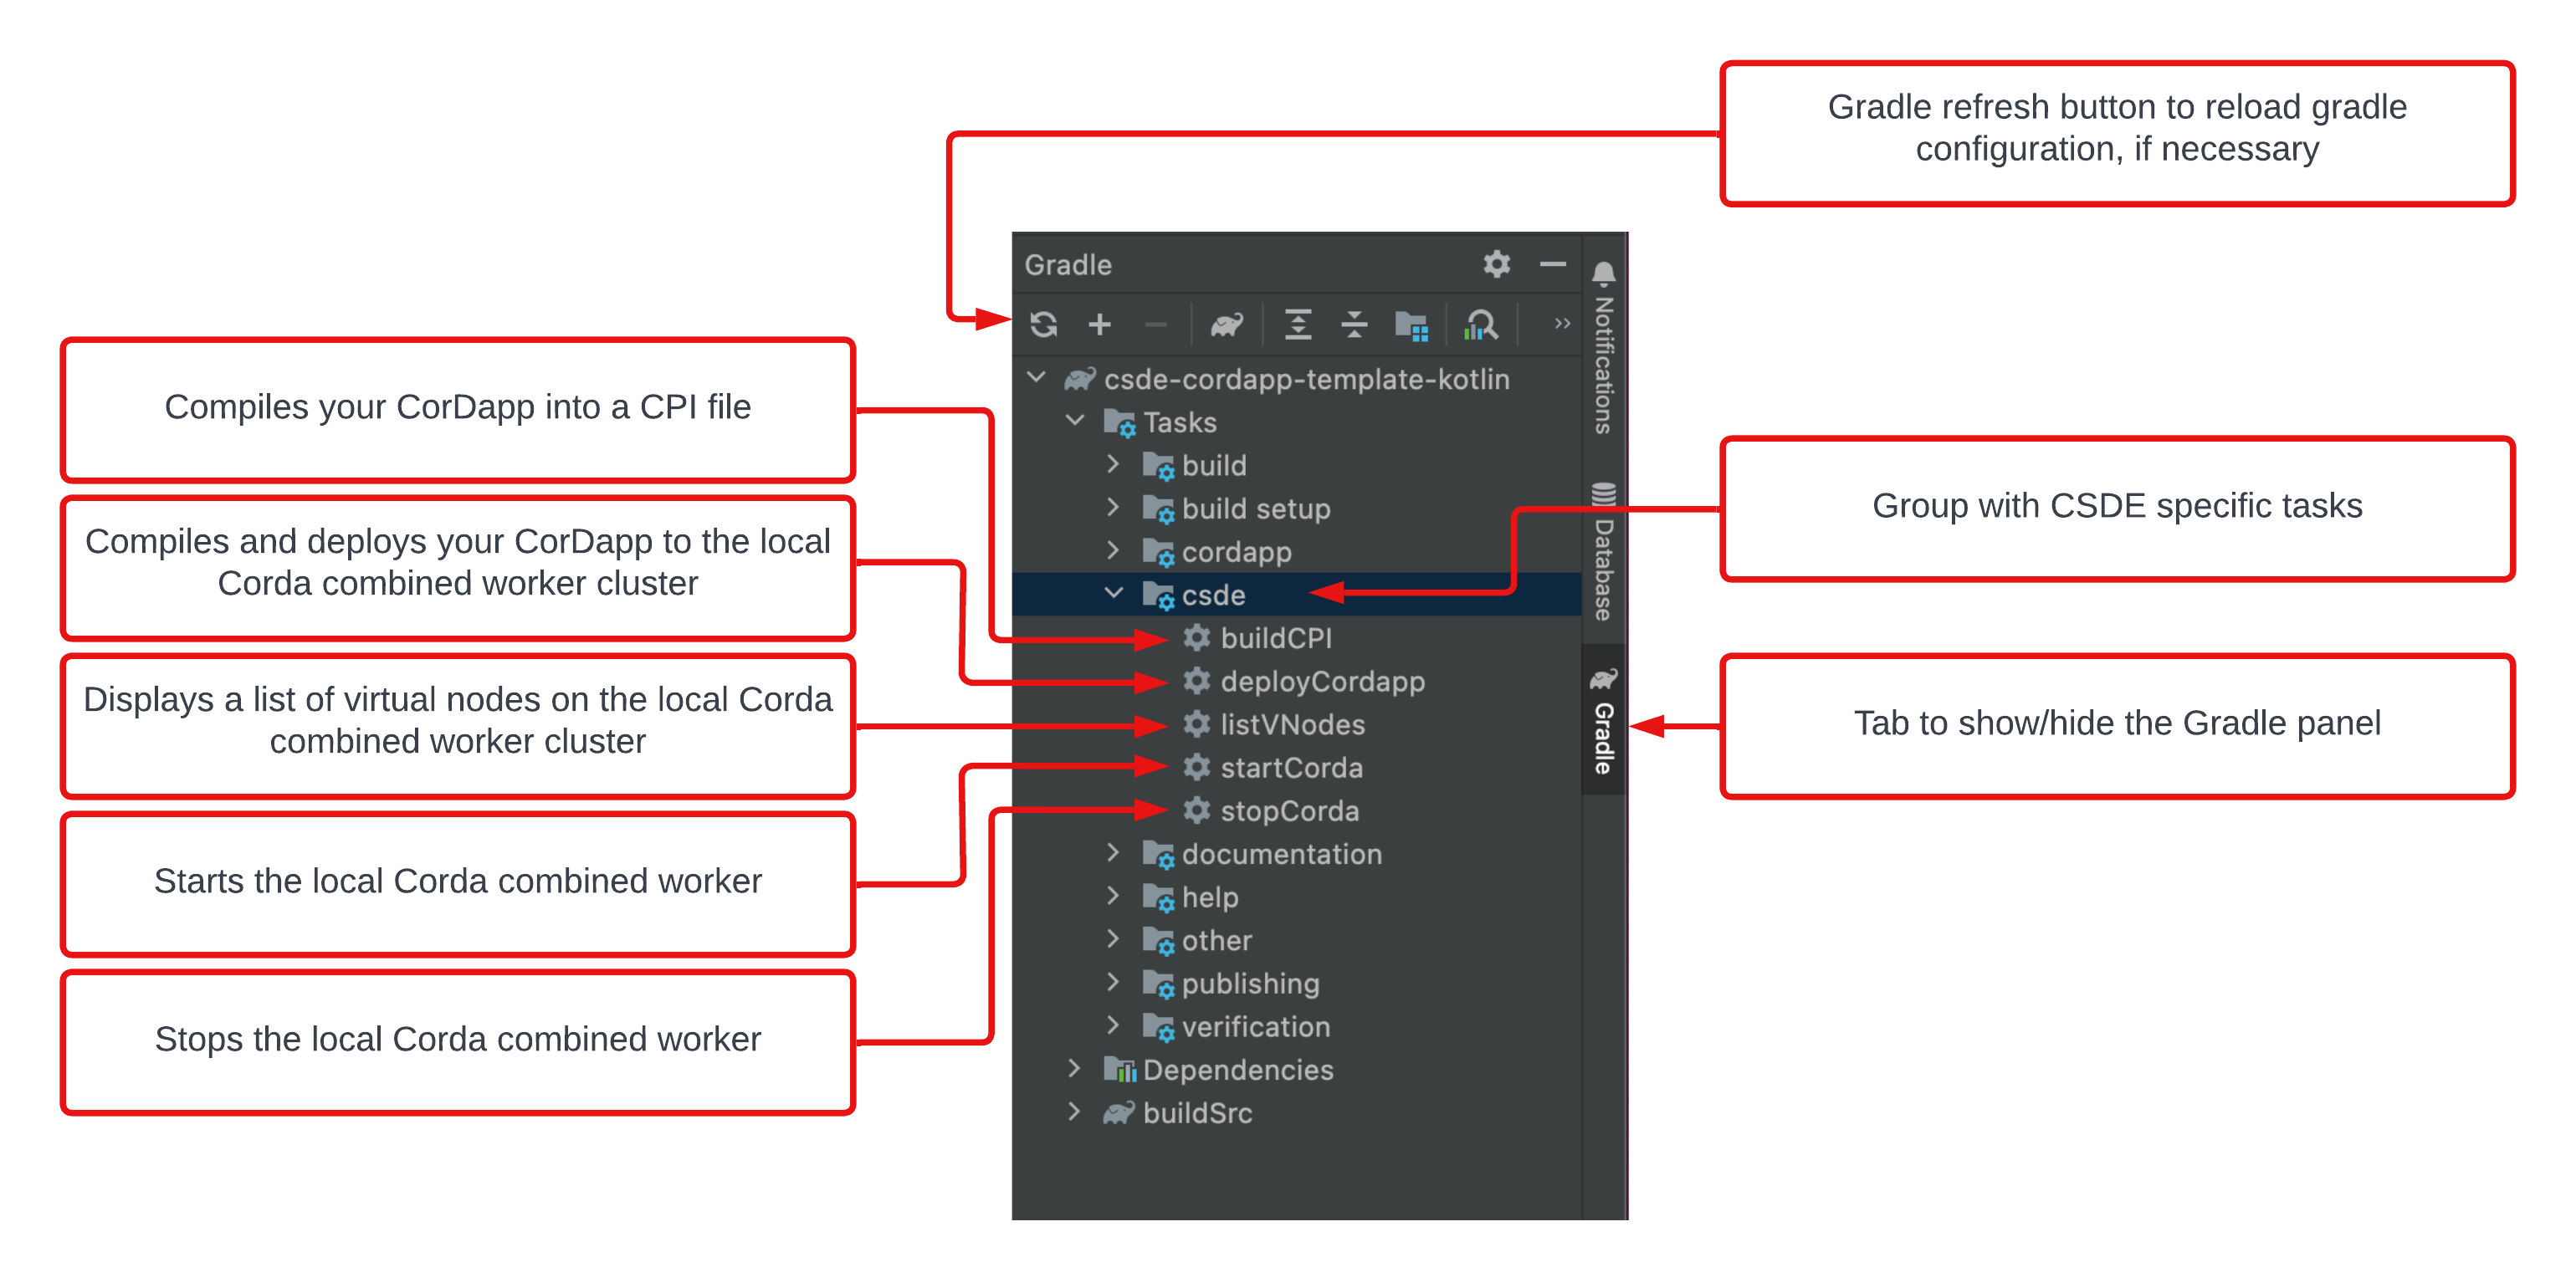 Gradle refresh button to reload gradle
configuration, if necessary
Gradle
csde-cordapp-template-kotlin
Tasks
build
build setup
cordapp
csde
buildCPI
deployCordapp
listVNodes
startCorda
stopCorda
documentation
help
other
publishing
verification
Dependencies
buildSrc
Notifications
Database
Gradle
Compiles your CorDapp into a CPI file
Compiles and deploys your CorDapp to the local
Corda combined worker cluster
Displays a list of virtual nodes on the local Corda
combined worker cluster
Starts the local Corda combined worker
Stops the local Corda combined worker
Group with CSDE specific tasks
Tab to show/hide the Gradle panel